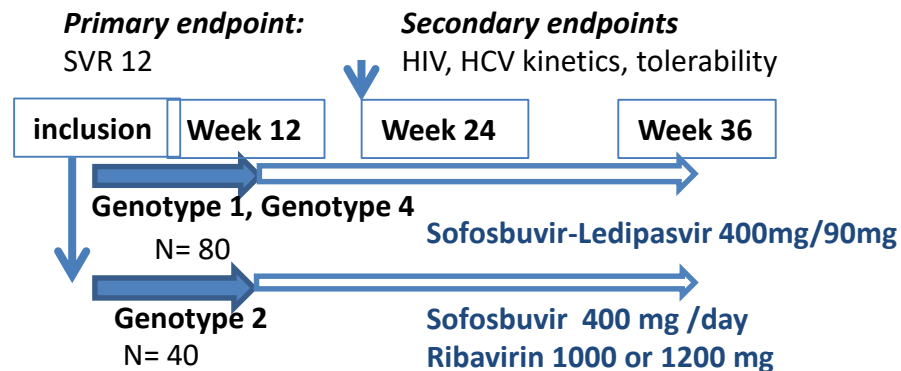 Primary endpoint:
SVR 12
Secondary endpoints
HIV, HCV kinetics, tolerability
inclusion
Week 12
Week 24
Week 36
Genotype 1, Genotype 4
N= 80
Sofosbuvir-Ledipasvir 400mg/90mg
Genotype 2
N= 40
Sofosbuvir 400 mg /day
Ribavirin 1000 or 1200 mg